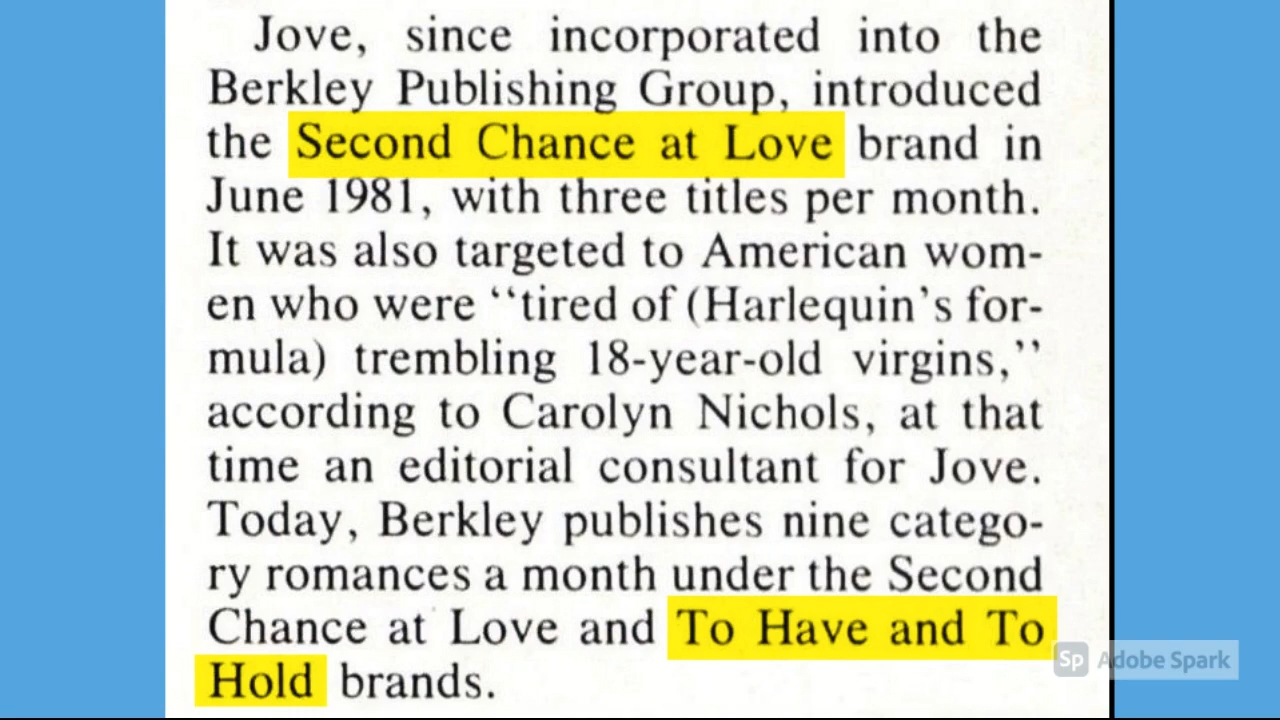 Jove, since incorporated into the
Berkley Publishing Group, introduced
the Second Chance at Love brand in
June 1981, with three titles per month.
It was also targeted to American wom-
en who were ‘‘tired of (Harlequin’s for-
mula) trembling 18-year-old virgins,’’
according to Carolyn Nichols, at that
time an editorial consultant for Jove.
Today, Berkley publishes nine catego-
ry romances a month under the Second
Chance at Love and To Have and To
Hold brands.
Sp Adobe Spark